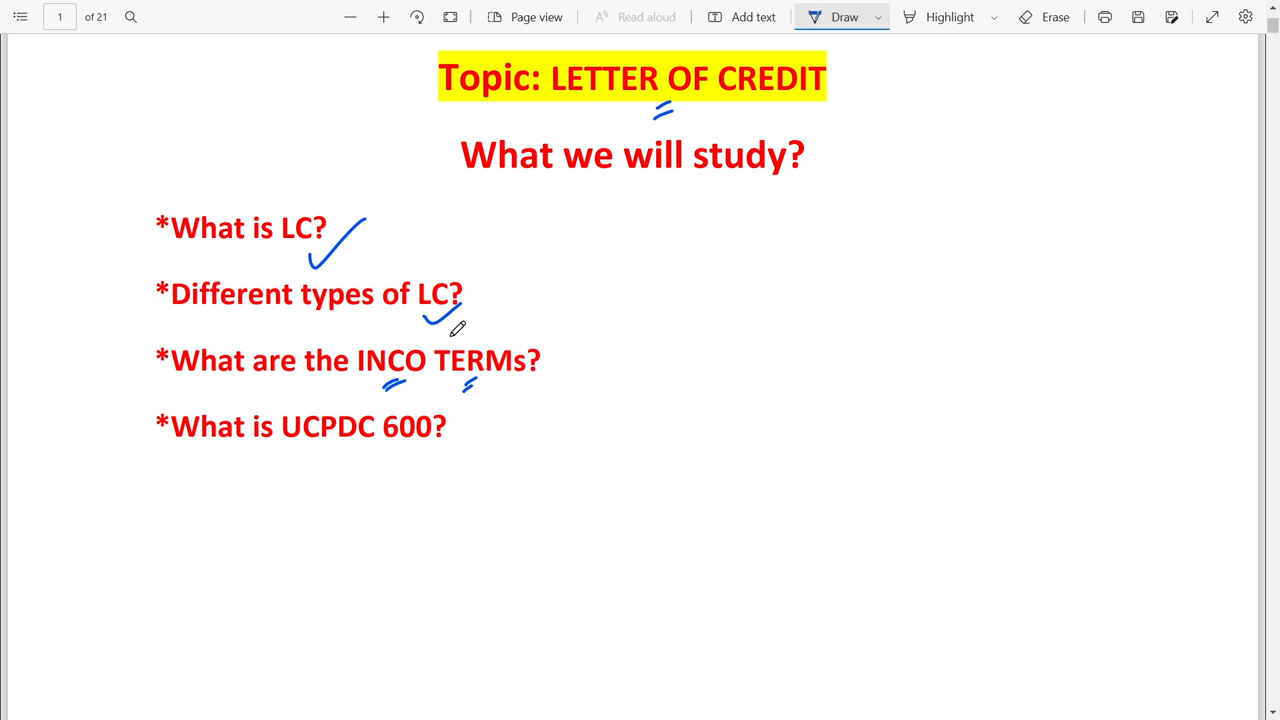 1 of 21 Page view Read aloud Add text Draw Highlight Erase
Topic: LETTER OF CREDIT
What we will study?
*What is LC?
*Different types of LC?
*What are the INCO TERMs?
*What is UCPDC 600?